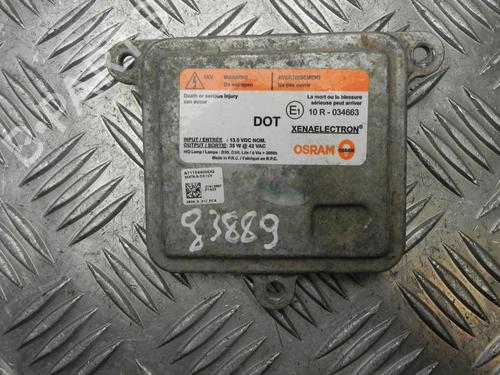 WARNING
Do not open
AVERTISSEMENT
Ne pas ouvrir
Death or serious injury
can occur
La mort ou la blessure
sérieuse peut arriver
DOT
E1
10 R - 034663
XENAELECTRON
INPUT / ENTRÉE : 13.5 VDC NOM.
OUTPUT / SORTIE: 35 W @ 42 VAC
Made in P.R.C. / Fabriqué en R.P.C.
OSRAM
83889